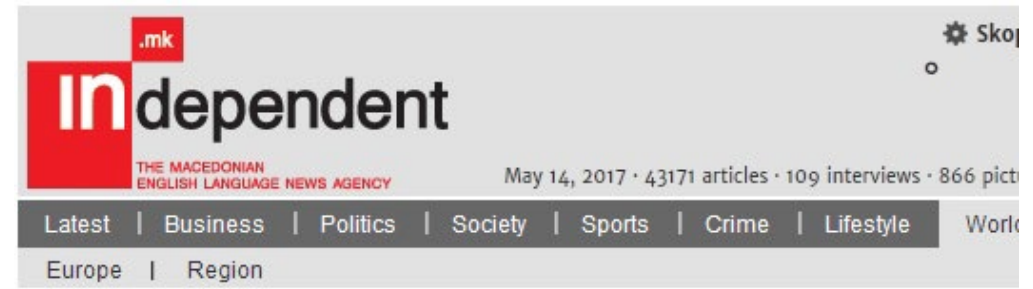 .mk
independent
THE MACEDONIAN
ENGLISH LANGUAGE NEWS AGENCY
May 14, 2017 · 43171 articles · 109 interviews · 866
Latest | Business | Politics | Society | Sports | Crime | Lifestyle
Europe | Region